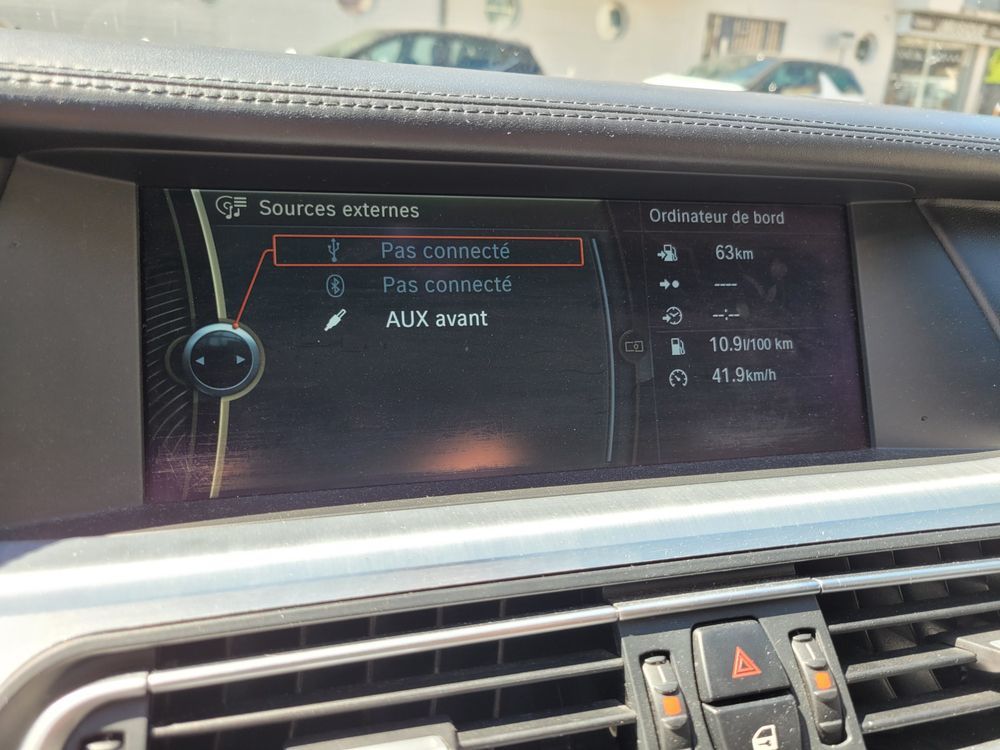 Sources externes
Pas connecté
Pas connecté
AUX avant
Ordinateur de bord
63km
----
--:--
10.9l/100 km
41.9km/h